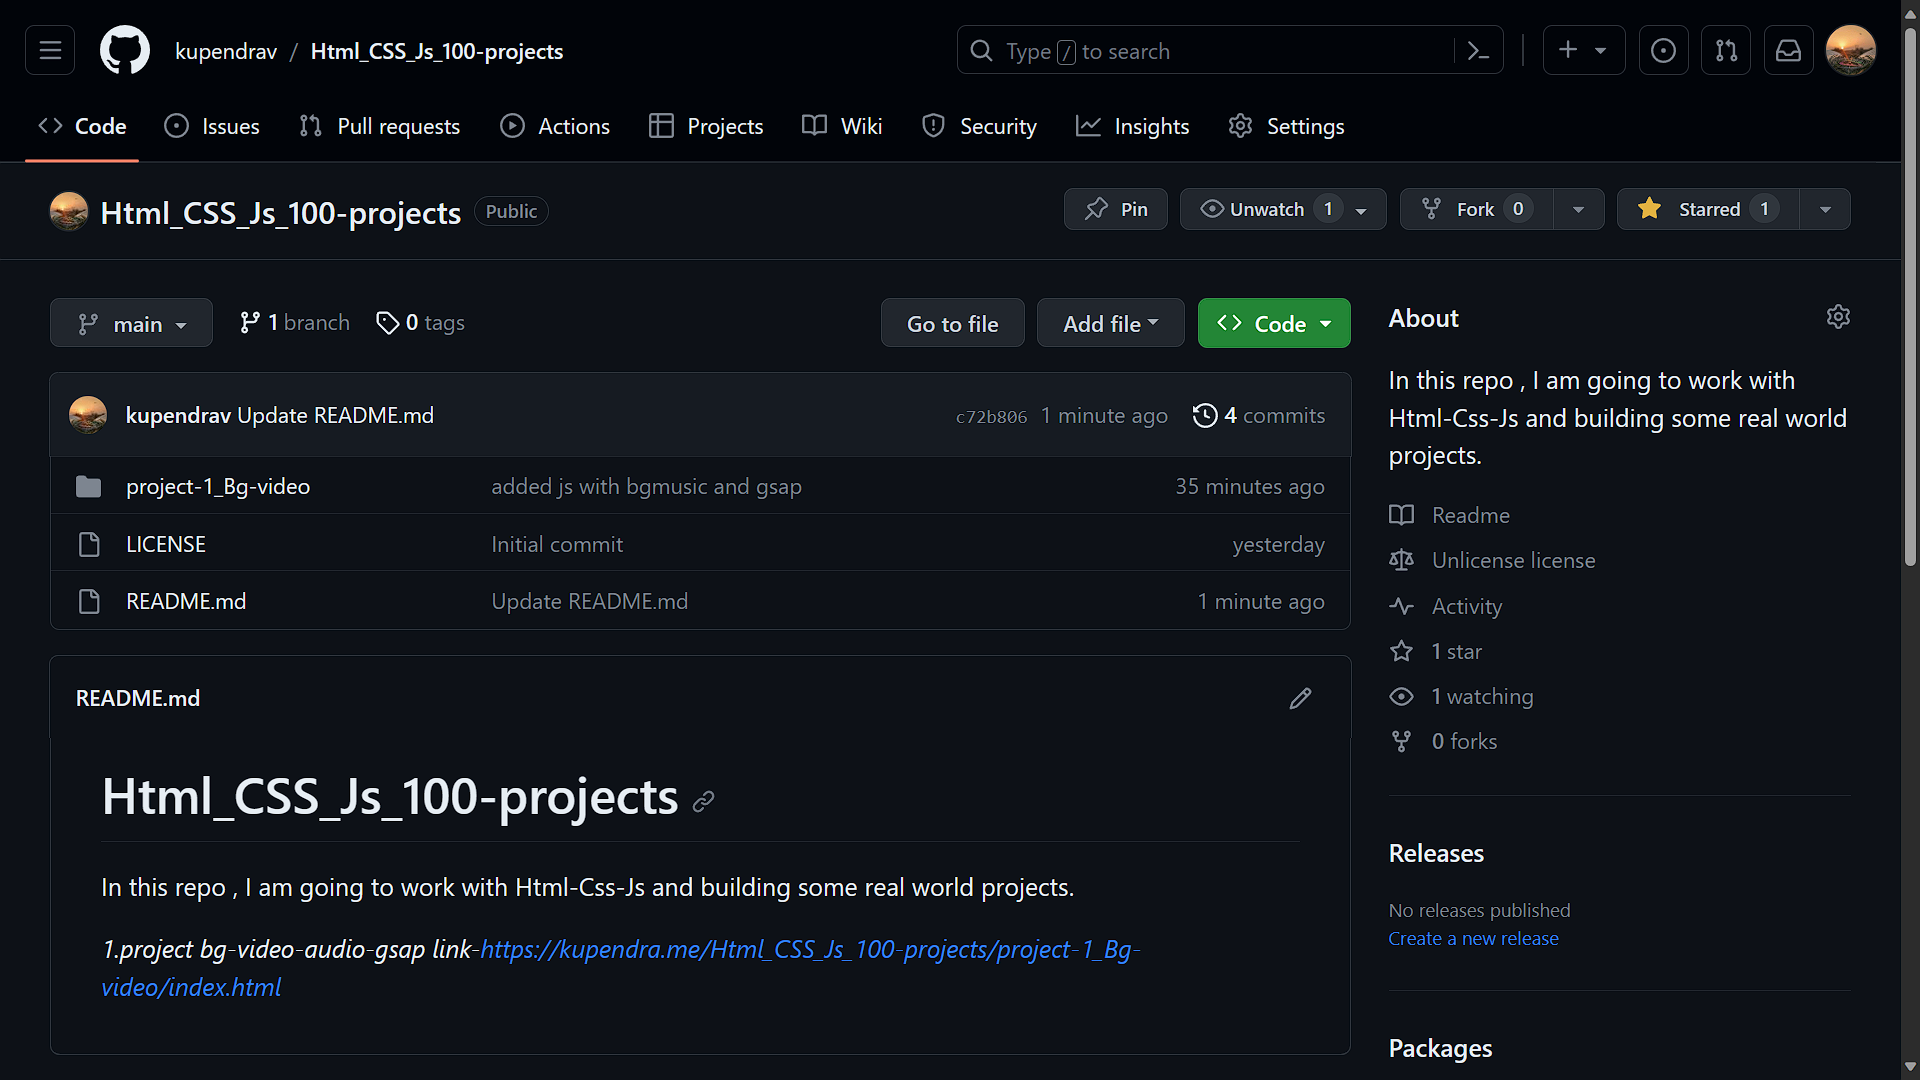 kupendrav / Html_CSS_Js_100-projects
Type / to search
Code Issues Pull requests Actions Projects Wiki Security Insights Settings
Html_CSS_Js_100-projects Public
Pin Unwatch 1 Fork 0 Starred 1
main 1 branch 0 tags
Go to file Add file Code
kupendrav Update README.md c72b806 1 minute ago 4 commits
project-1_Bg-video added js with bgmusic and gsap 35 minutes ago
LICENSE Initial commit yesterday
README.md Update README.md 1 minute ago
README.md
Html_CSS_Js_100-projects
In this repo , I am going to work with Html-Css-Js and building some real world projects.
1.project bg-video-audio-gsap link-https://kupendra.me/Html_CSS_Js_100-projects/project-1_Bg-
video/index.html
About
In this repo , I am going to work with
Html-Css-Js and building some real world
projects.
Readme
Unlicense license
Activity
1 star
1 watching
0 forks
Releases
No releases published
Create a new release
Packages